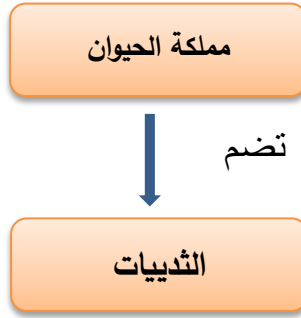 مملكة الحيوان
تضم
الثدييات